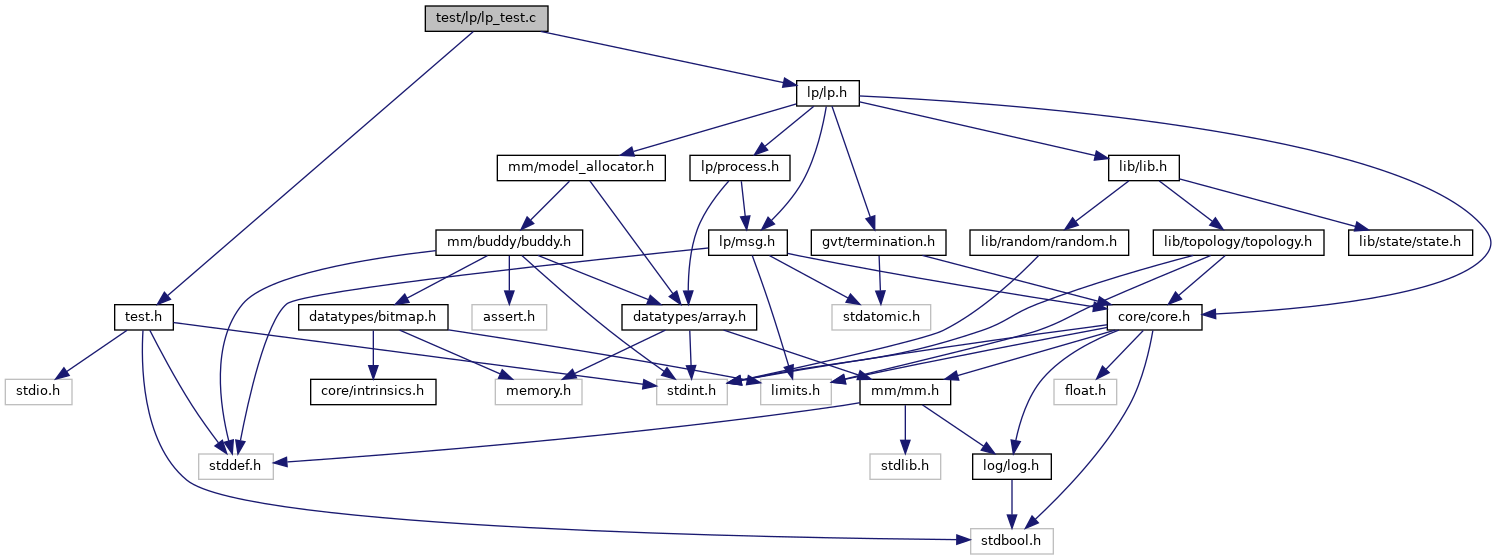 test/lp/lp_test.c
lp/lp.h
mm/model_allocator.h
lp/process.h
lib/lib.h
mm/buddy/buddy.h
lp/msg.h
gvt/termination.h
lib/random/random.h
lib/topology/topology.h
lib/state/state.h
test.h
datatypes/bitmap.h
assert.h
datatypes/array.h
stdatomic.h
core/core.h
stdio.h
core/intrinsics.h
memory.h
stdint.h
limits.h
mm/mm.h
float.h
stddef.h
stdlib.h
log/log.h
stdbool.h